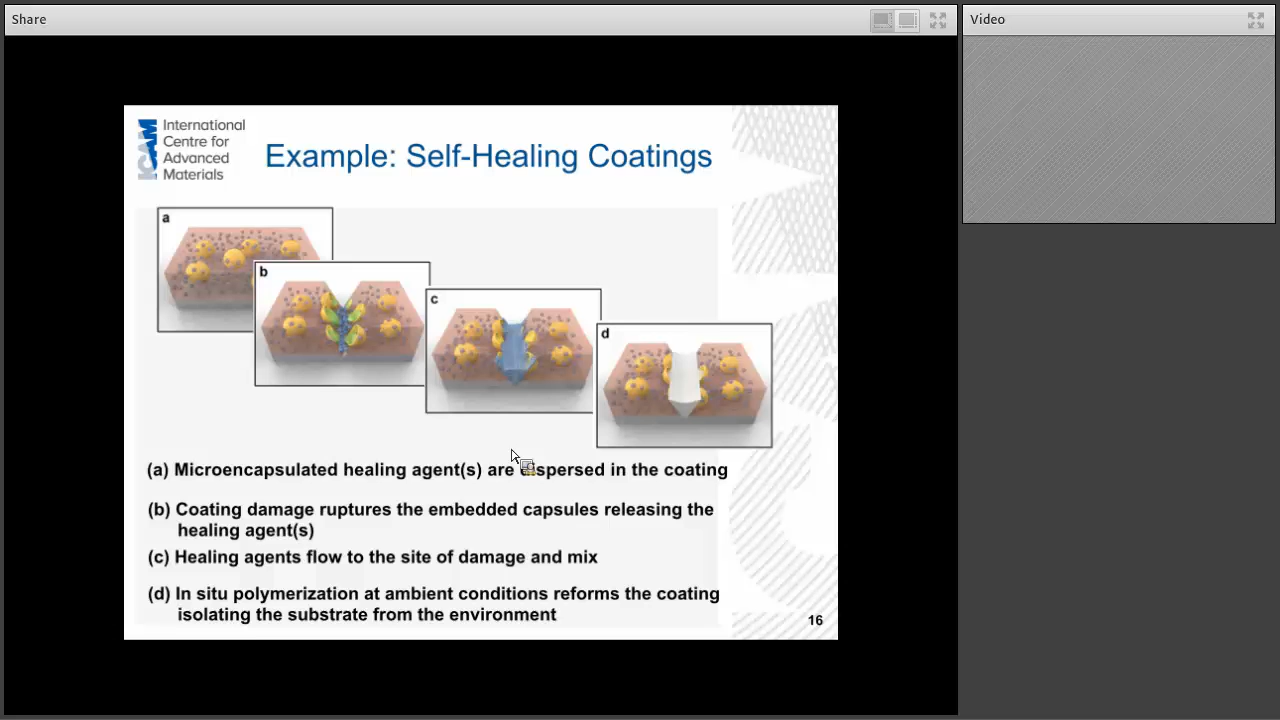 Share
Video
International
Centre for
Advanced
Materials
ICAM
Example: Self-Healing Coatings
a
b
c
d
(a) Microencapsulated healing agent(s) are dispersed in the coating
(b) Coating damage ruptures the embedded capsules releasing the
healing agent(s)
(c) Healing agents flow to the site of damage and mix
(d) In situ polymerization at ambient conditions reforms the coating
isolating the substrate from the environment
16